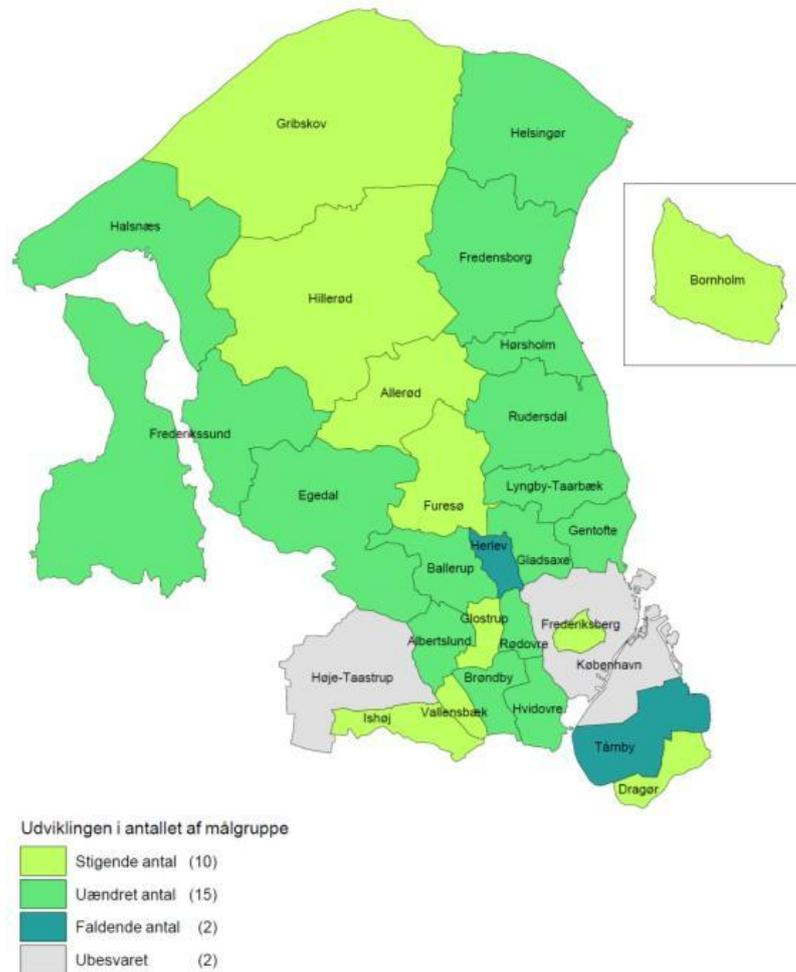 Gribskov
Helsingør
Halsnæs
Fredensborg
Bornholm
Hillerød
Hørsholm
Allerød
Rudersdal
Frederikssund
Egedal
Lyngby-Taarbæk
Furesø
Gentofte
Herlev
Gladsaxe
Ballerup
Glostrup
Frederiksberg
Albertslund
Rødovre
København
Høje-Taastrup
Brøndby
Ishøj
Vallensbæk
Hvidovre
Tårnby
Dragør
Udviklingen i antallet af målgruppe
Stigende antal (10)
Uændret antal (15)
Faldende antal (2)
Ubesvaret (2)